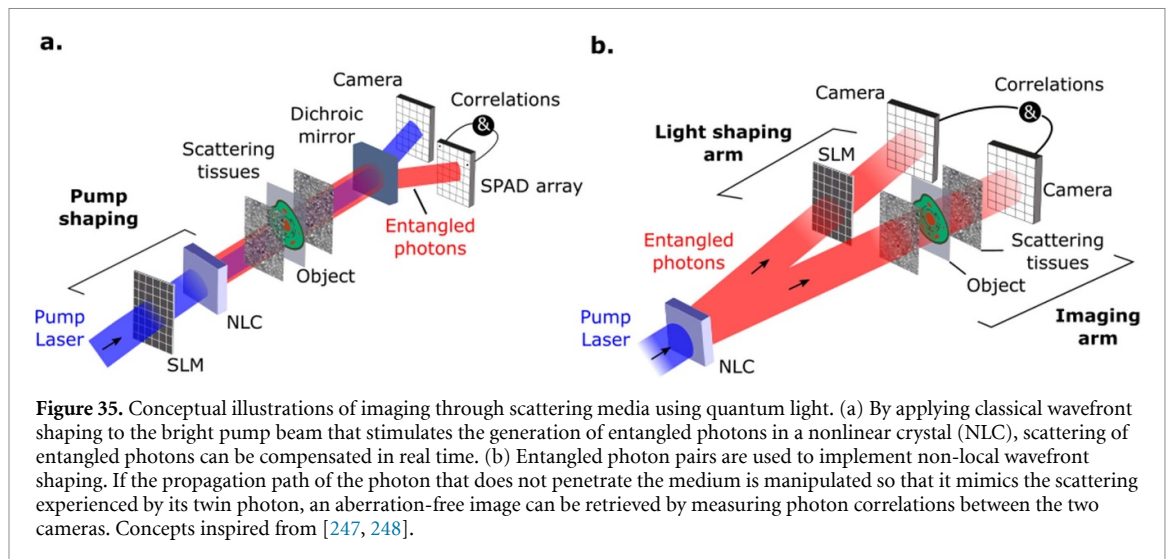 a.
Camera
Correlations
Dichroic
mirror
&
Scattering
tissues
SPAD array
Pump
shaping
Entangled
photons
Object
Pump
Laser
NLC
SLM
b.
Correlations
Camera
&
Light shaping
arm
SLM
Camera
Entangled
photons
Scattering
tissues
Object
Pump
Laser
Imaging
arm
NLC
Figure 35. Conceptual illustrations of imaging through scattering media using quantum light. (a) By applying classical wavefront
shaping to the bright pump beam that stimulates the generation of entangled photons in a nonlinear crystal (NLC), scattering of
entangled photons can be compensated in real time. (b) Entangled photon pairs are used to implement non-local wavefront
shaping. If the propagation path of the photon that does not penetrate the medium is manipulated so that it mimics the scattering
experienced by its twin photon, an aberration-free image can be retrieved by measuring photon correlations between the two
cameras. Concepts inspired from [247, 248].